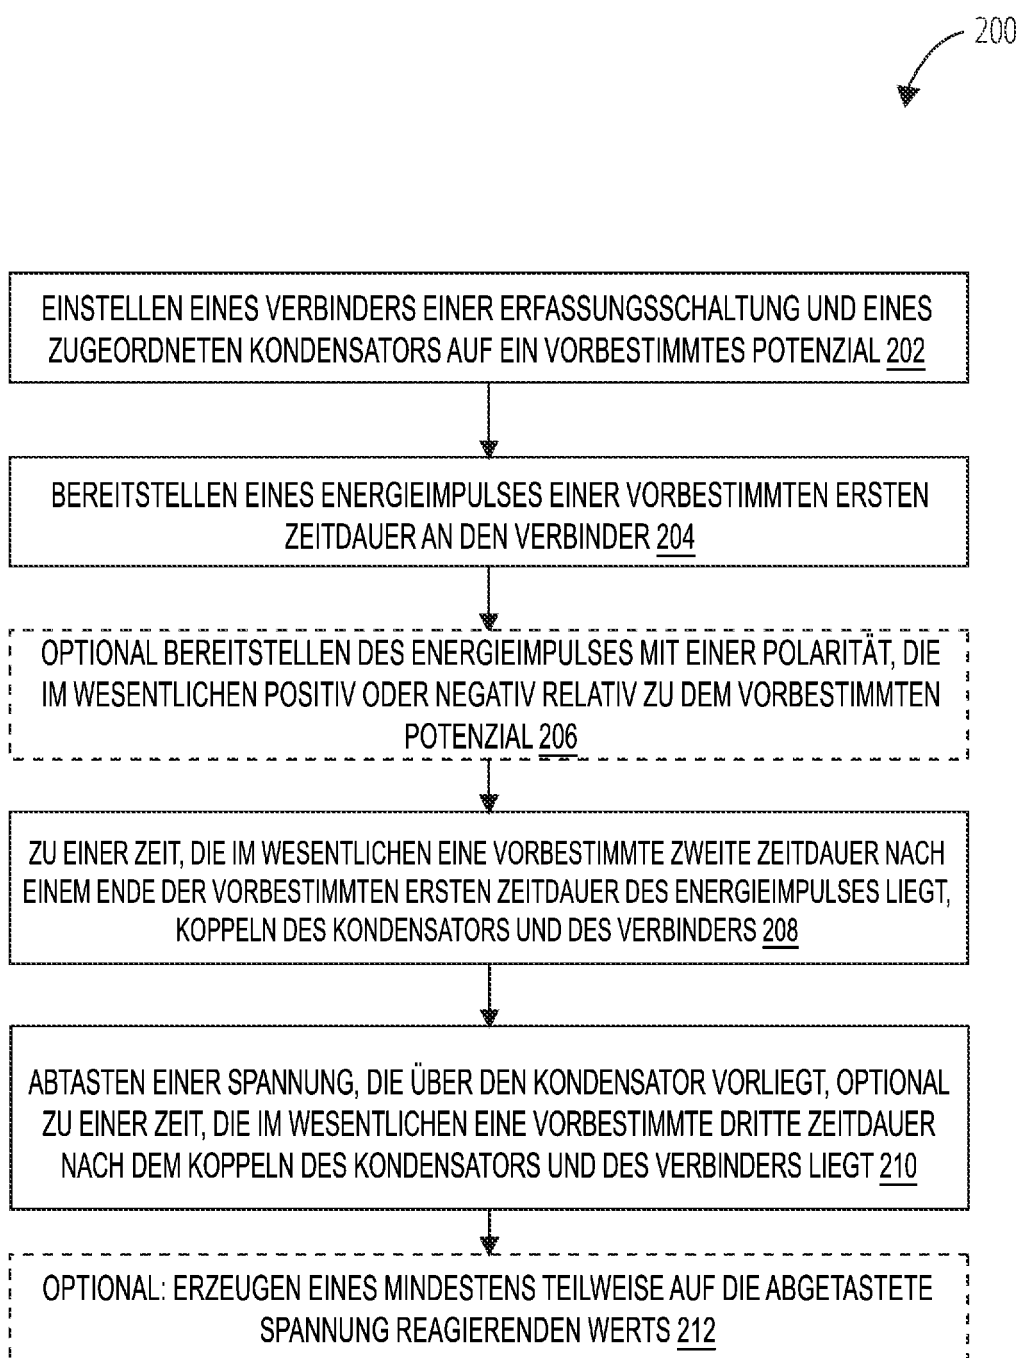 200
EINSTELLEN EINES VERBINDERS EINER ERFASSUNGSSCHALTUNG UND EINES
ZUGEORDNETEN KONDENSATORS AUF EIN VORBESTIMMTES POTENZIAL 202
BEREITSTELLEN EINES ENERGIEIMPULSES EINER VORBESTIMMTEN ERSTEN
ZEITDAUER AN DEN VERBINDER 204
OPTIONAL BEREITSTELLEN DES ENERGIEIMPULSES MIT EINER POLARITÄT, DIE
IM WESENTLICHEN POSITIV ODER NEGATIV RELATIV ZU DEM VORBESTIMMTEN
POTENZIAL 206
ZU EINER ZEIT, DIE IM WESENTLICHEN EINE VORBESTIMMTE ZWEITE ZEITDAUER NACH
EINEM ENDE DER VORBESTIMMTEN ERSTEN ZEITDAUER DES ENERGIEIMPULSES LIEGT,
KOPPELN DES KONDENSATORS UND DES VERBINDERS 208
ABTASTEN EINER SPANNUNG, DIE ÜBER DEN KONDENSATOR VORLIEGT, OPTIONAL
ZU EINER ZEIT, DIE IM WESENTLICHEN EINE VORBESTIMMTE DRITTE ZEITDAUER
NACH DEM KOPPELN DES KONDENSATORS UND DES VERBINDERS LIEGT 210
OPTIONAL: ERZEUGEN EINES MINDESTENS TEILWEISE AUF DIE ABGETASTETE
SPANNUNG REAGIERENDEN WERTS 212